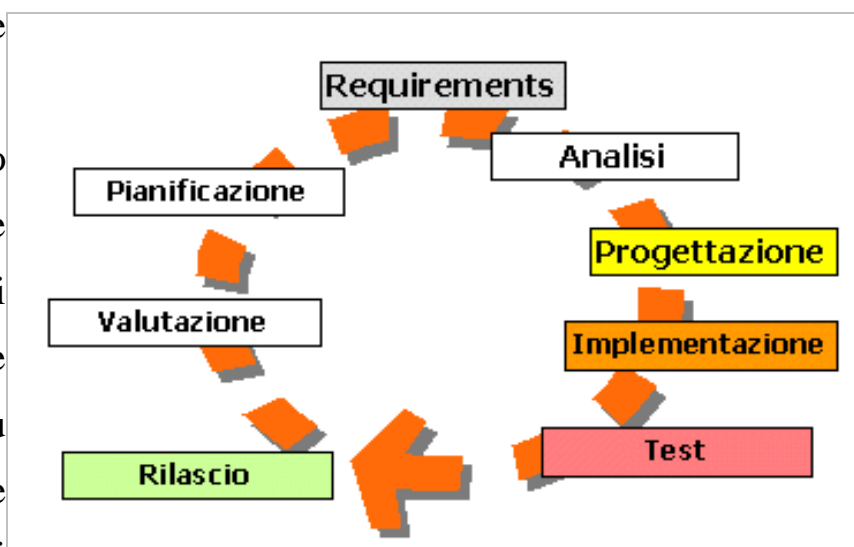 Requirements
Analisi
Progettazione
Implementazione
Test
Rilascio
Valutazione
Pianificazione